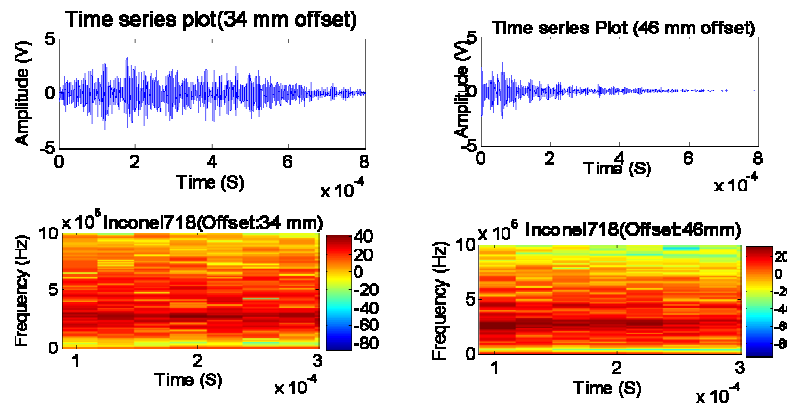 Time series plot(34 mm offset)
Amplitude (V)
5
0
-5
0 2 4 6 8
Time (S)
x 10^-4
Time series Plot (46 mm offset)
Amplitude (V)
5
0
-5
0 2 4 6 8
Time (S)
x 10^-4
x 10^6
Inconel718(Offset:34 mm)
Frequency (Hz)
10
5
0
1 2 3
Time (S)
x 10^-4
40
20
0
-20
-40
-60
-80
x 10^6
Inconel718(Offset:46mm)
Frequency (Hz)
10
5
0
1 2 3
Time (S)
x 10^-4
20
0
-20
-40
-60
-80